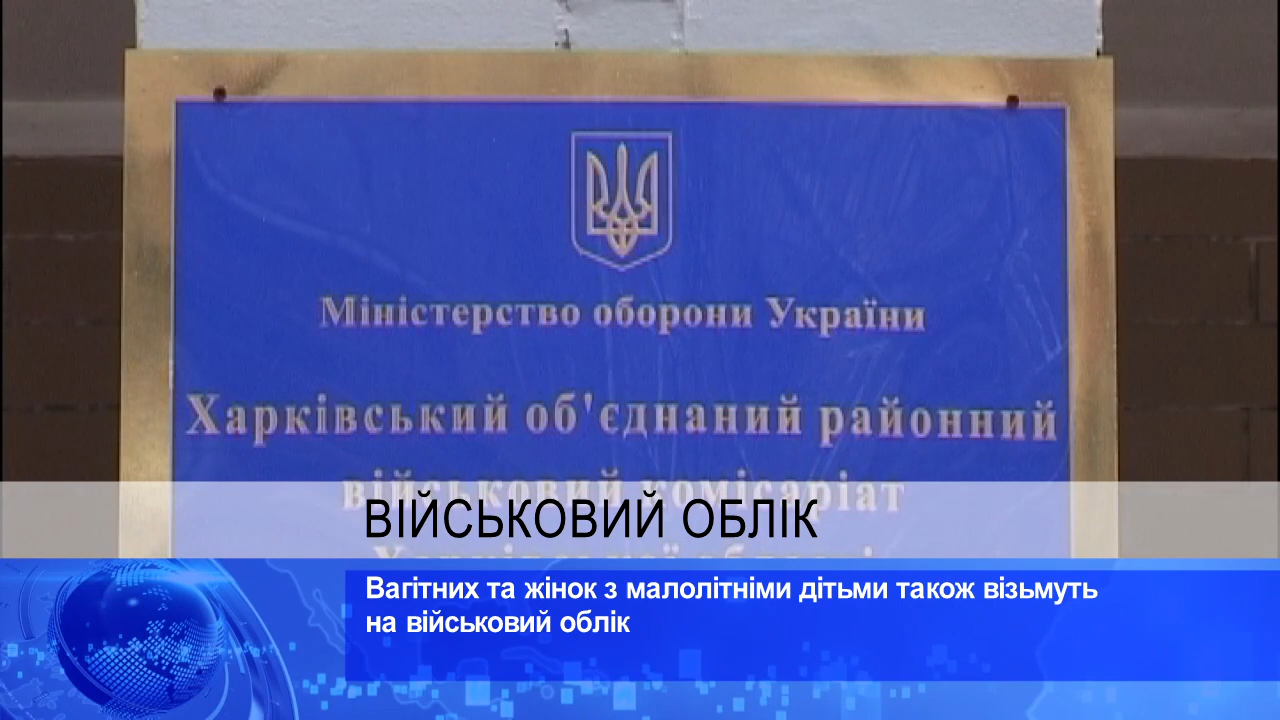 Міністерство оборони України
Харківський об'єднаний районний
військовий комісаріат
ВІЙСЬКОВИЙ ОБЛІК
Вагітних та жінок з малолітніми дітьми також візьмуть
на військовий облік